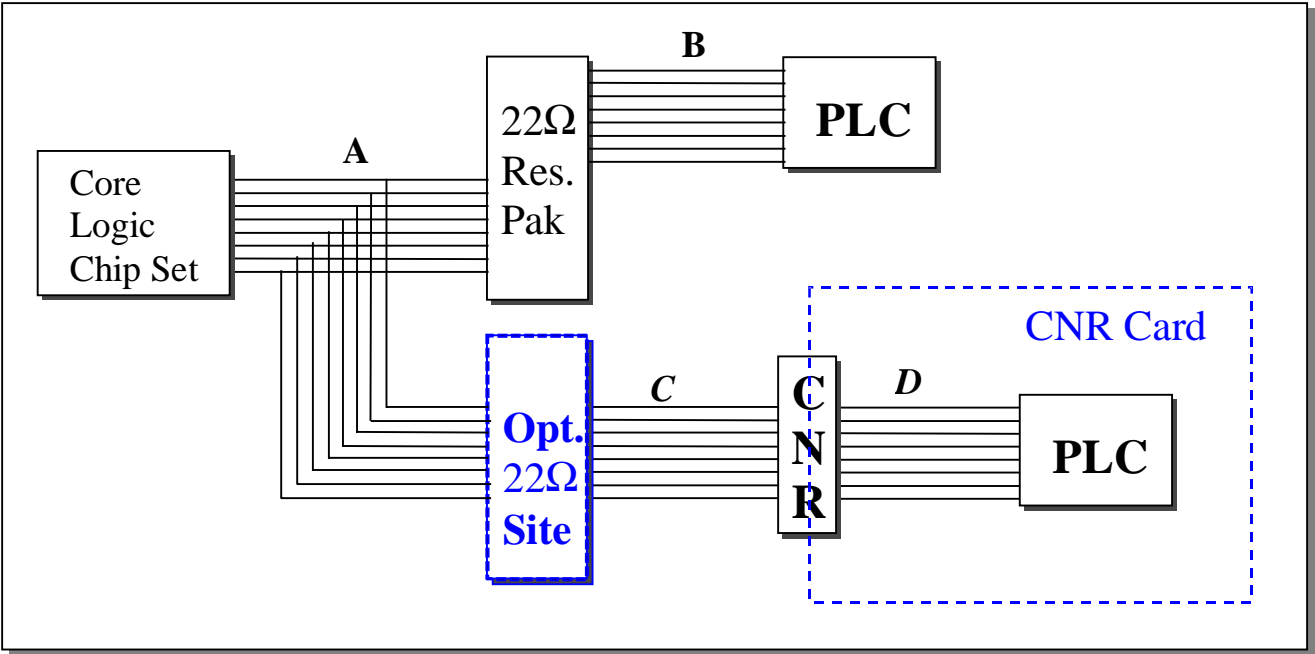 B
22Ω
Res.
Pak
PLC
A
Core
Logic
Chip Set
CNR Card
C
C
N
R
D
Opt.
22Ω
Site
PLC